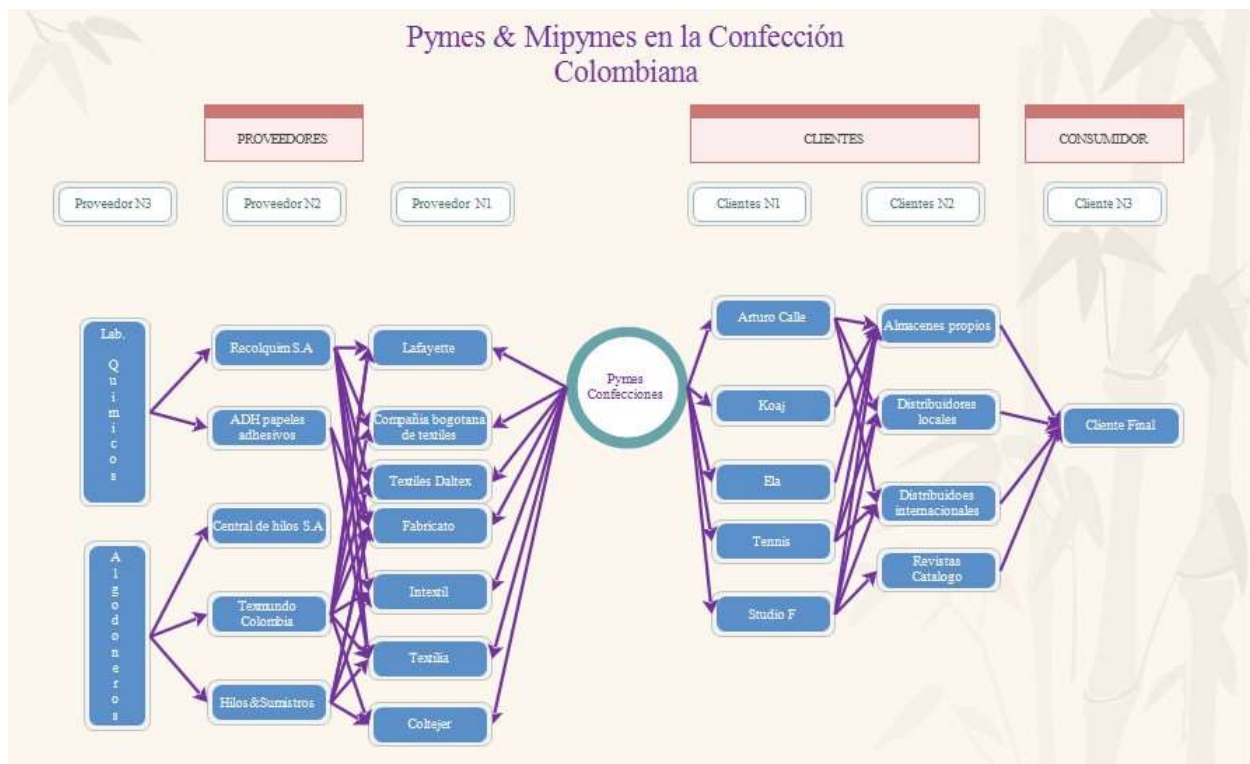 Pymes & Mipymes en la Confección
Colombiana
PROVEEDORES
CLIENTES
CONSUMIDOR
Proveedor N3
Proveedor N2
Proveedor N1
Clientes N1
Clientes N2
Cliente N3
Lab.
Químicos
Algodoneros
Recolquim S.A
ADH papeles
adhesivos
Central de hilos S.A
Texmundo
Colombia
Hilos&Sumistros
Lafayette
Compañia bogotana
de textiles
Textiles Daltex
Fabricato
Intextil
Textilia
Coltejer
Pymes
Confecciones
Arturo Calle
Koaj
Ela
Tennis
Studio F
Almacenes propios
Distribuidores
locales
Distribuidoes
internacionales
Revistas
Catalogo
Cliente Final